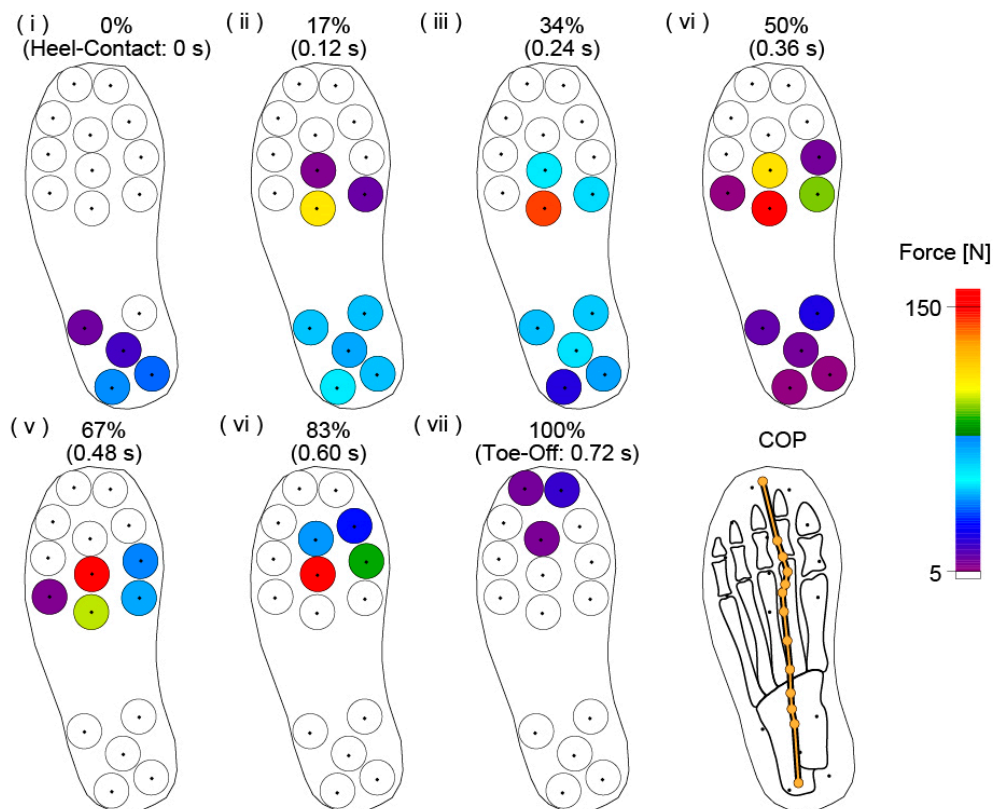 ( i ) 0%
(Heel-Contact: 0 s)
( ii ) 17%
(0.12 s)
( iii ) 34%
(0.24 s)
( vi ) 50%
(0.36 s)
Force [N]
150
5
( v ) 67%
(0.48 s)
( vi ) 83%
(0.60 s)
( vii ) 100%
(Toe-Off: 0.72 s)
COP